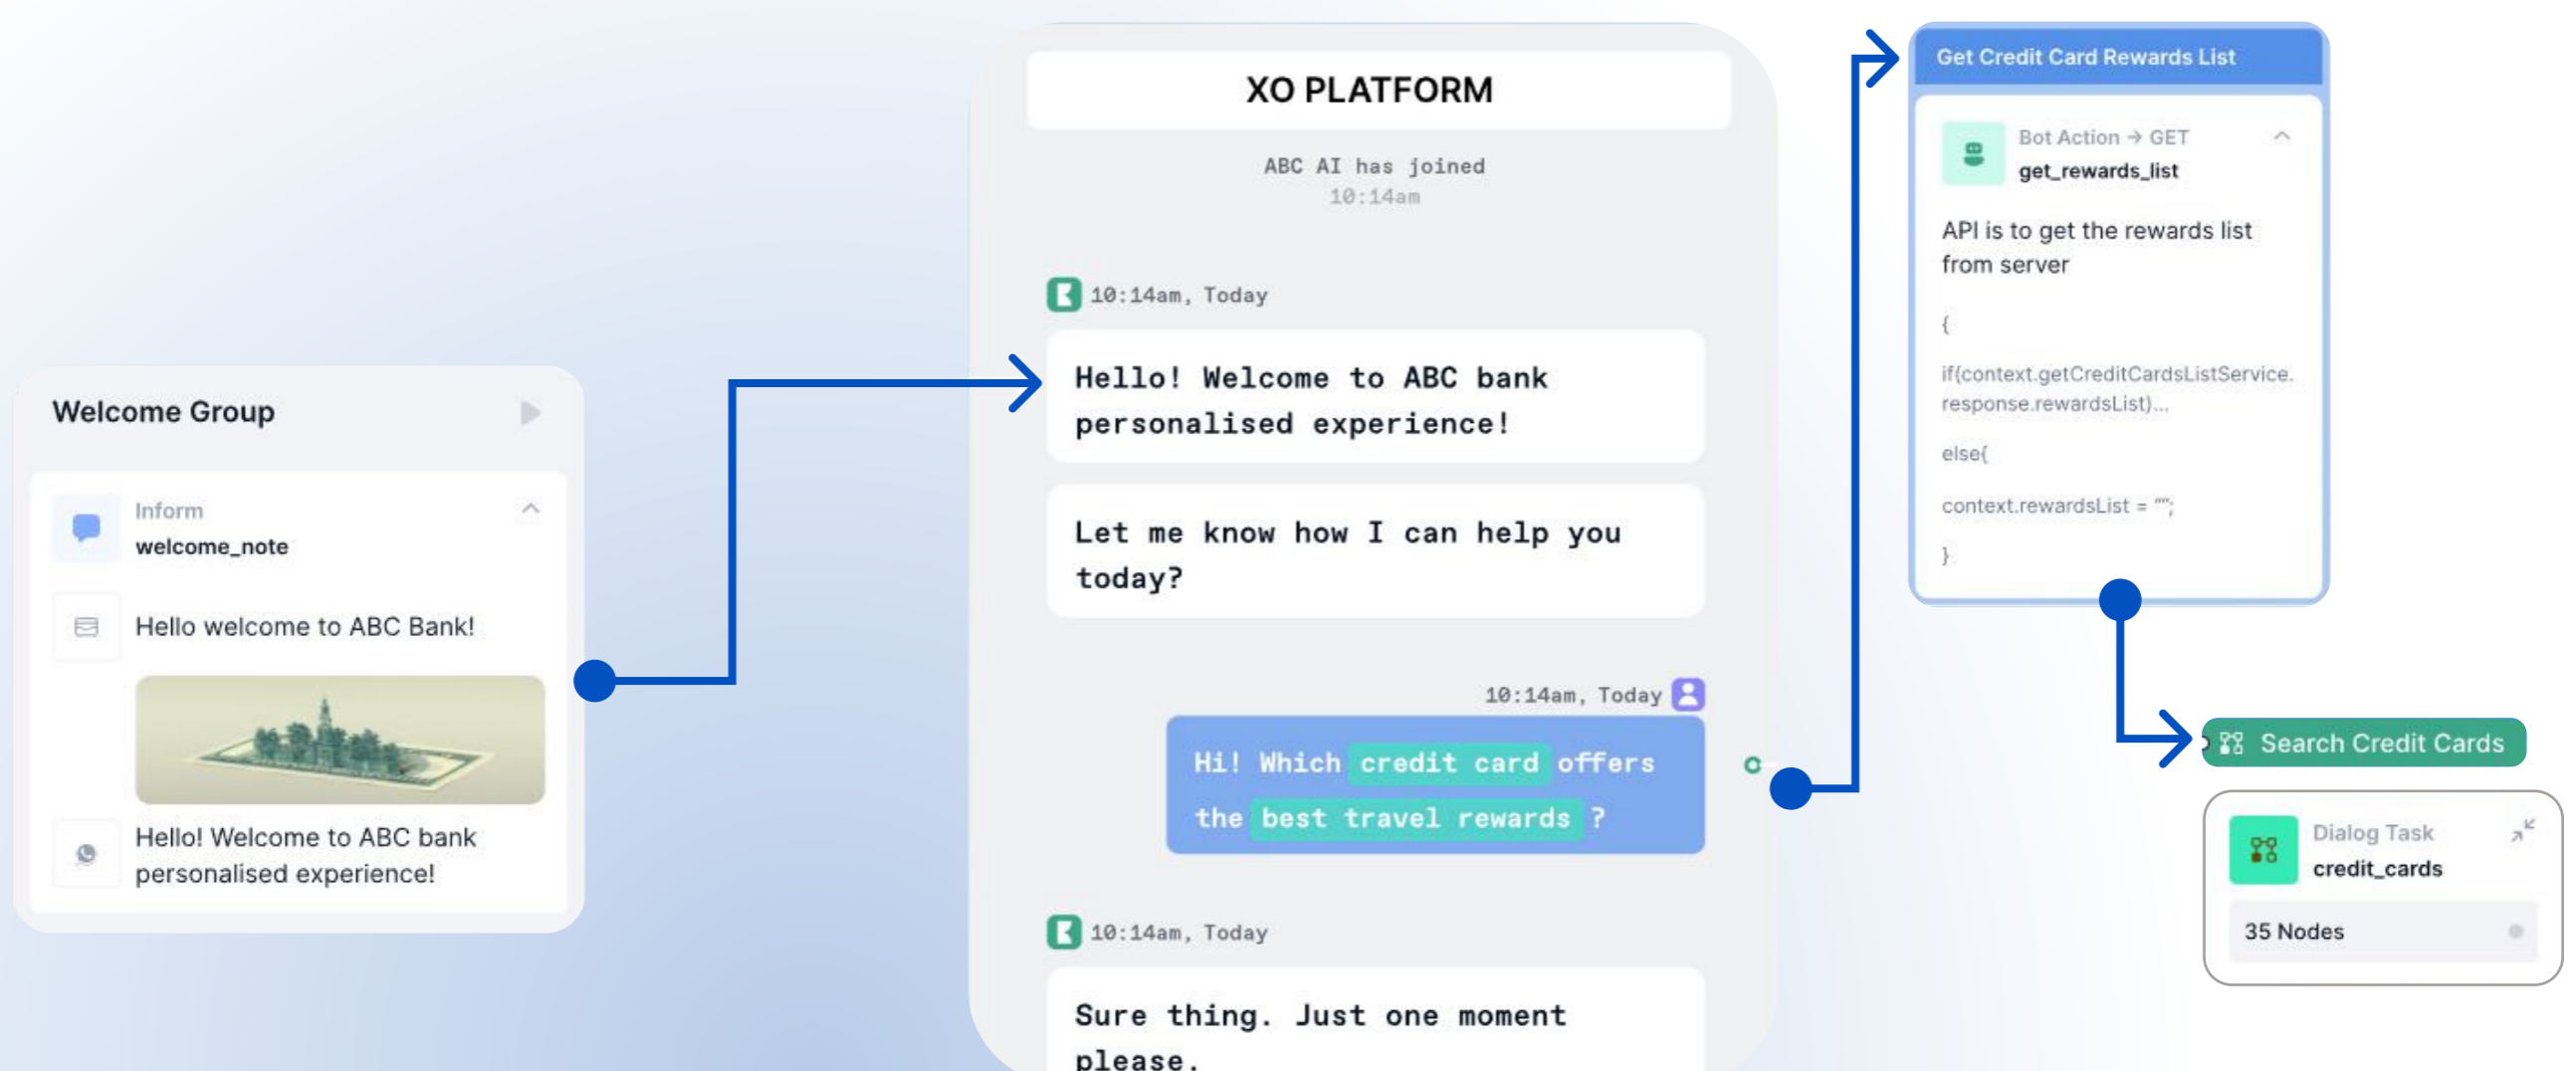 Welcome Group
Inform
welcome_note
Hello welcome to ABC Bank!
Hello! Welcome to ABC bank
personalised experience!
XO PLATFORM
ABC AI has joined
10:14am
10:14am, Today
Hello! Welcome to ABC bank
personalised experience!
Let me know how I can help you
today?
10:14am, Today
Hi! Which credit card offers
the best travel rewards ?
10:14am, Today
Sure thing. Just one moment
please.
Get Credit Card Rewards List
Bot Action → GET
get_rewards_list
API is to get the rewards list
from server
{
if(context.getCreditCardsListService.
response.rewardsList)...
else{
context.rewardsList = “”;
}
Search Credit Cards
Dialog Task
credit_cards
35 Nodes